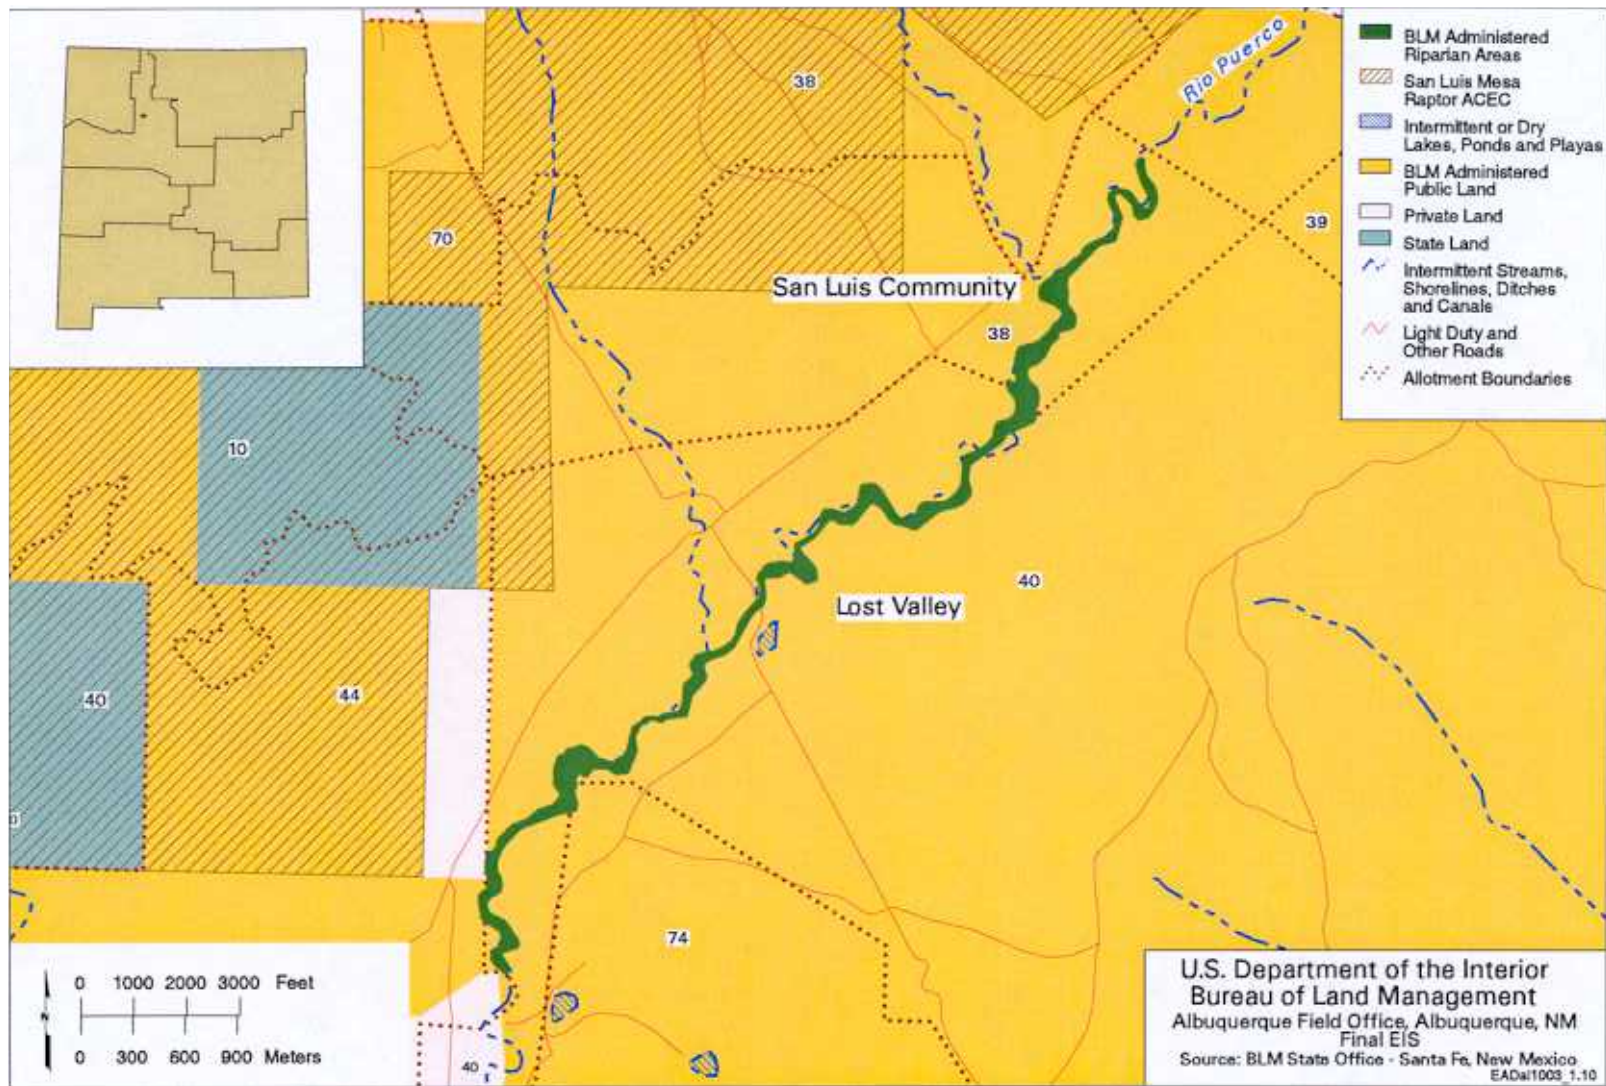 38
Rio Puerco
BLM Administered
Riparian Areas
San Luis Mesa
Raptor ACEC
Intermittent or Dry
Lakes, Ponds and Playas
BLM Administered
Public Land
Private Land
State Land
Intermittent Streams,
Shorelines, Ditches
and Canale
Light Duty and
Other Roads
Allotment Boundaries
70
39
San Luis Community
38
10
40
Lost Valley
40
44
74
0 1000 2000 3000 Feet
N
0 300 600 900 Meters
40
U.S. Department of the Interior
Bureau of Land Management
Albuquerque Field Office, Albuquerque, NM
Final EIS
Source: BLM State Office - Santa Fe, New Mexico
EADal1003_1.10